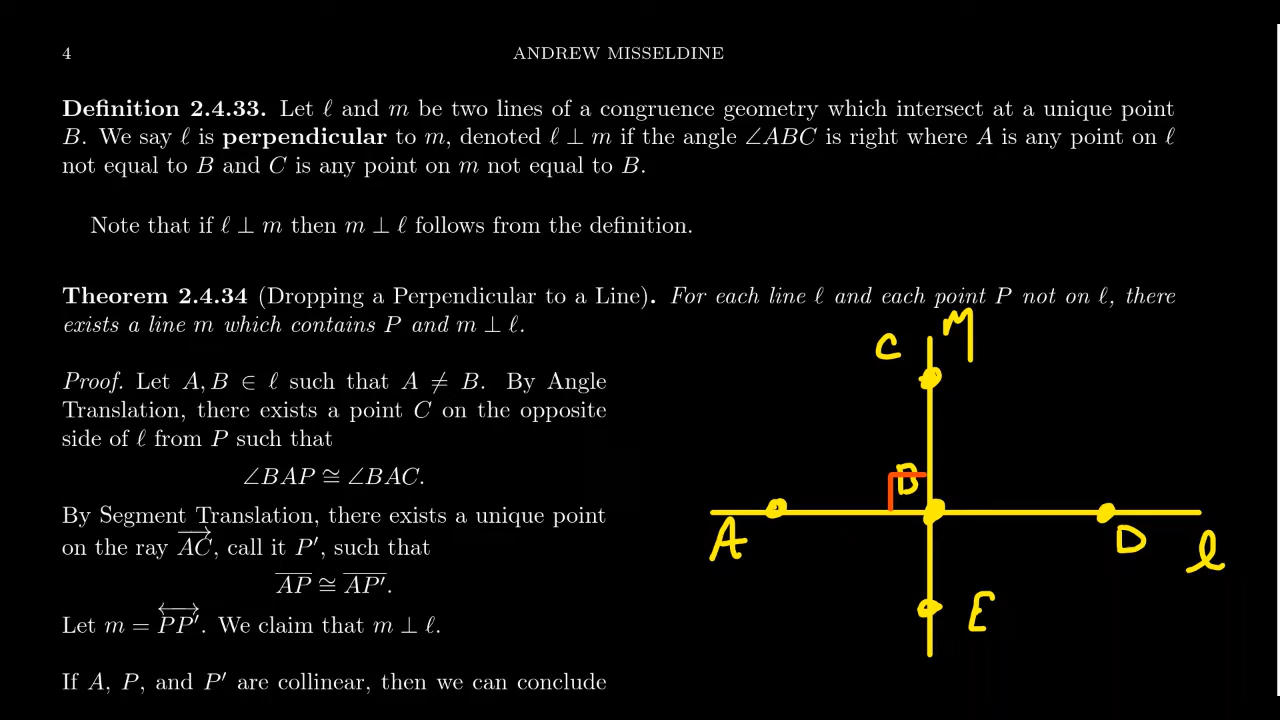 4 ANDREW MISSELDINE
Definition 2.4.33. Let ℓ and m be two lines of a congruence geometry which intersect at a unique point
B. We say ℓ is perpendicular to m, denoted ℓ ⊥ m if the angle ∠ABC is right where A is any point on ℓ
not equal to B and C is any point on m not equal to B.
Note that if ℓ ⊥ m then m ⊥ ℓ follows from the definition.
Theorem 2.4.34 (Dropping a Perpendicular to a Line). For each line ℓ and each point P not on ℓ, there
exists a line m which contains P and m ⊥ ℓ.
Proof. Let A, B ∈ ℓ such that A ≠ B. By Angle
Translation, there exists a point C on the opposite
side of ℓ from P such that
∠BAP ≅ ∠BAC.
By Segment Translation, there exists a unique point
on the ray \overrightarrow{AC}, call it P′, such that
\overline{AP} ≅ \overline{AP′}.
Let m = \overleftrightarrow{PP′}. We claim that m ⊥ ℓ.
If A, P, and P′ are collinear, then we can conclude
C
M
B
A
D
ℓ
E